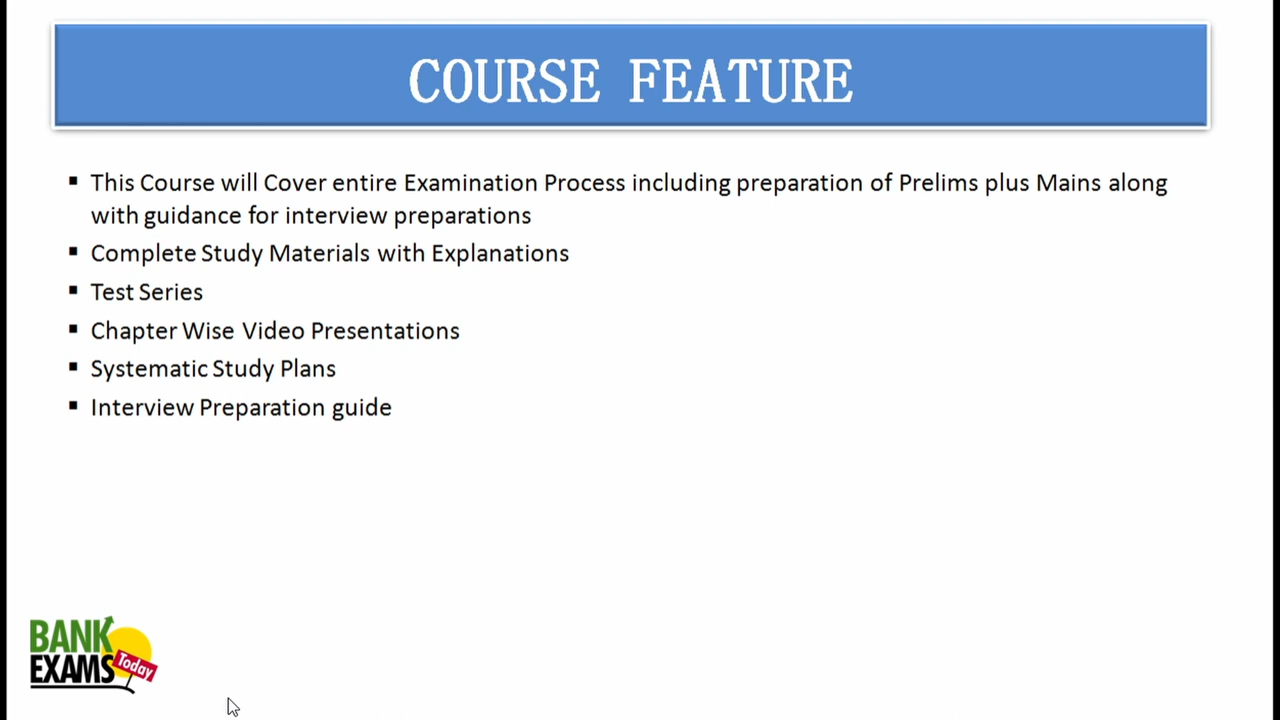 COURSE FEATURE
This Course will Cover entire Examination Process including preparation of Prelims plus Mains along
with guidance for interview preparations
Complete Study Materials with Explanations
Test Series
Chapter Wise Video Presentations
Systematic Study Plans
Interview Preparation guide
BANK
EXAMS Today